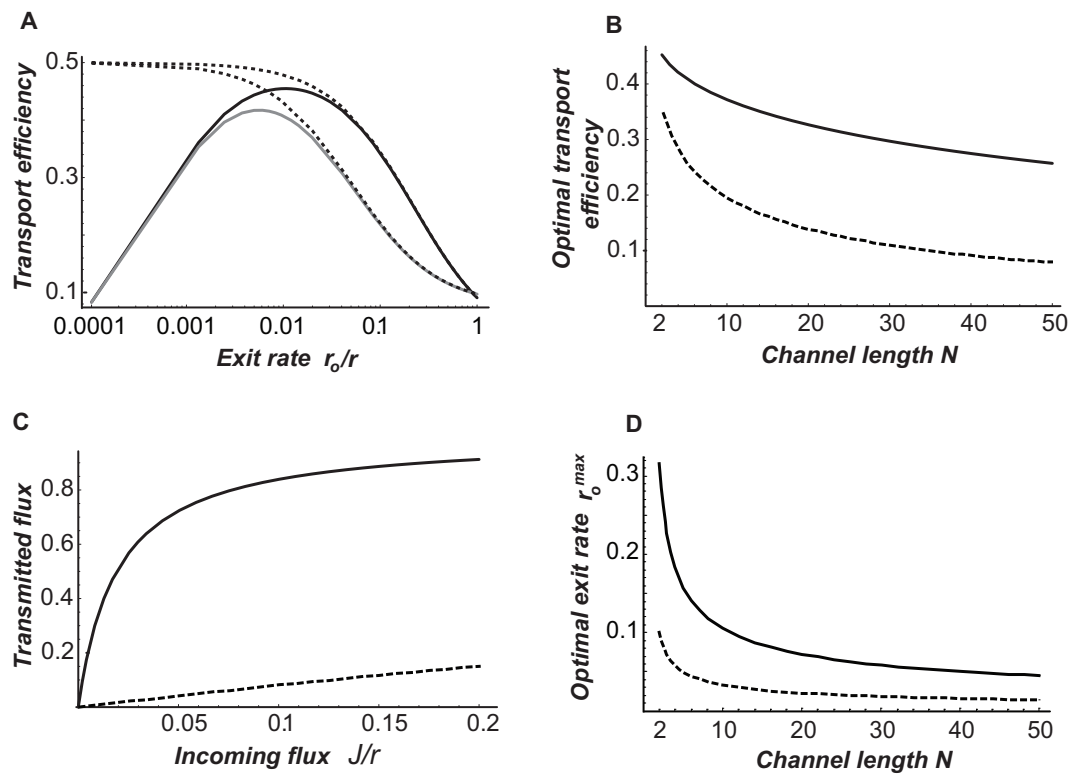 A
Transport efficiency
0.5
0.3
0.1
0.0001
0.001
0.01
0.1
1
Exit rate r_o/r
B
Optimal transport
efficiency
0.4
0.3
0.2
0.1
2
10
20
30
40
50
Channel length N
C
Transmitted flux
0.8
0.6
0.4
0.2
0.05
0.1
0.15
0.2
Incoming flux J/r
D
Optimal exit rate r_o^max
0.3
0.2
0.1
2
10
20
30
40
50
Channel length N